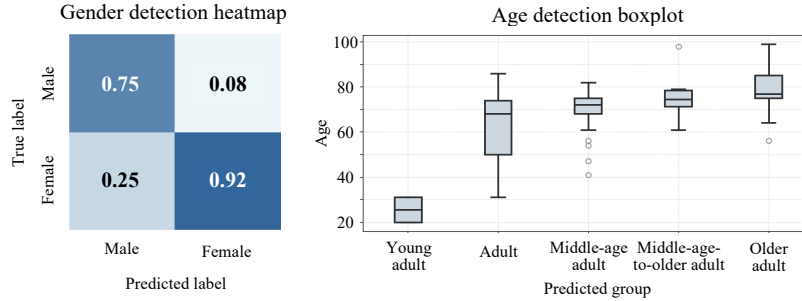 Gender detection heatmap
True label
Male
Female
0.75
0.08
0.25
0.92
Male
Female
Predicted label
Age detection boxplot
Age
100
80
60
40
20
Young
adult
Adult
Middle-age
adult
Middle-age-
to-older adult
Older
adult
Predicted group